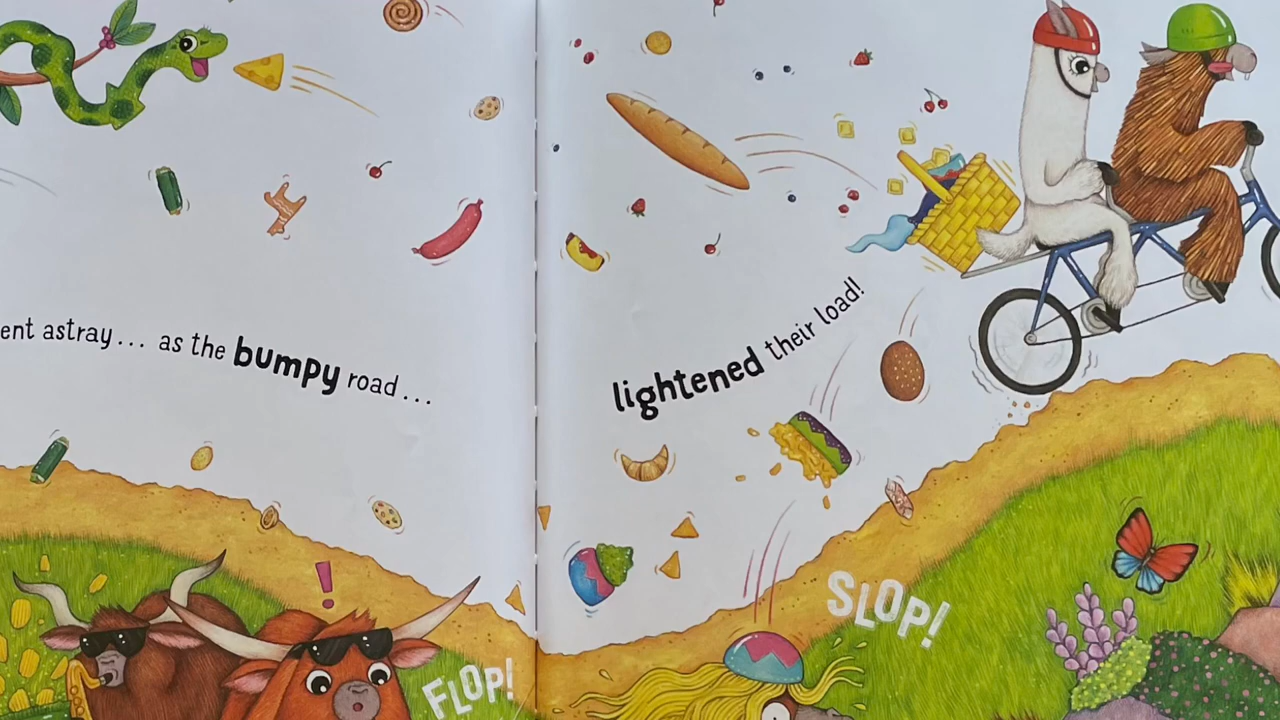 ent astray... as the bumpy road...
lightened their load!
!
FLOP!
SLOP!